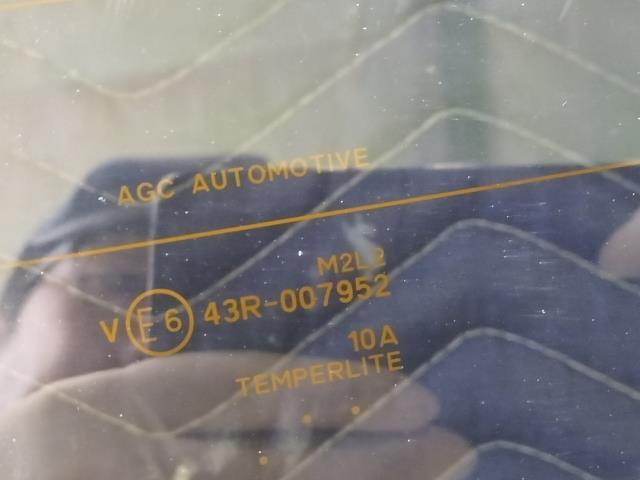 AGC AUTOMOTIVE
M2L2
V E6 43R-007952
10A
TEMPERLITE